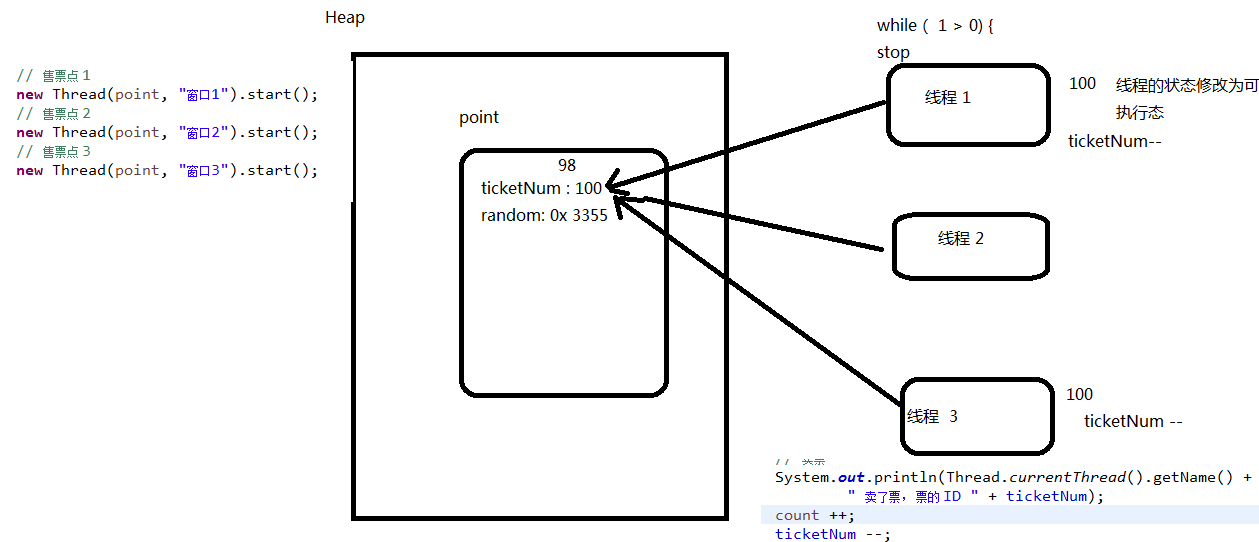 Heap
// 售票点 1
new Thread(point, "窗口1").start();
// 售票点 2
new Thread(point, "窗口2").start();
// 售票点 3
new Thread(point, "窗口3").start();
point
98
ticketNum : 100
random: 0x 3355
while ( 1 > 0) {
stop
线程 1
100 线程的状态修改为可
执行态
ticketNum--
线程 2
线程 3
100
ticketNum --
System.out.println(Thread.currentThread().getName() +
" 卖了票，票的 ID " + ticketNum);
count ++;
ticketNum --;